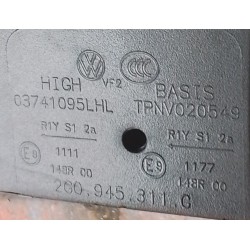 HIGH VF2 BASIS
03741095LHL TPNV020549
R1Y S1 2a R1Y S1 2a
E9 1111 E9 1177
148R 00 148R 00
2G0.945.311.C